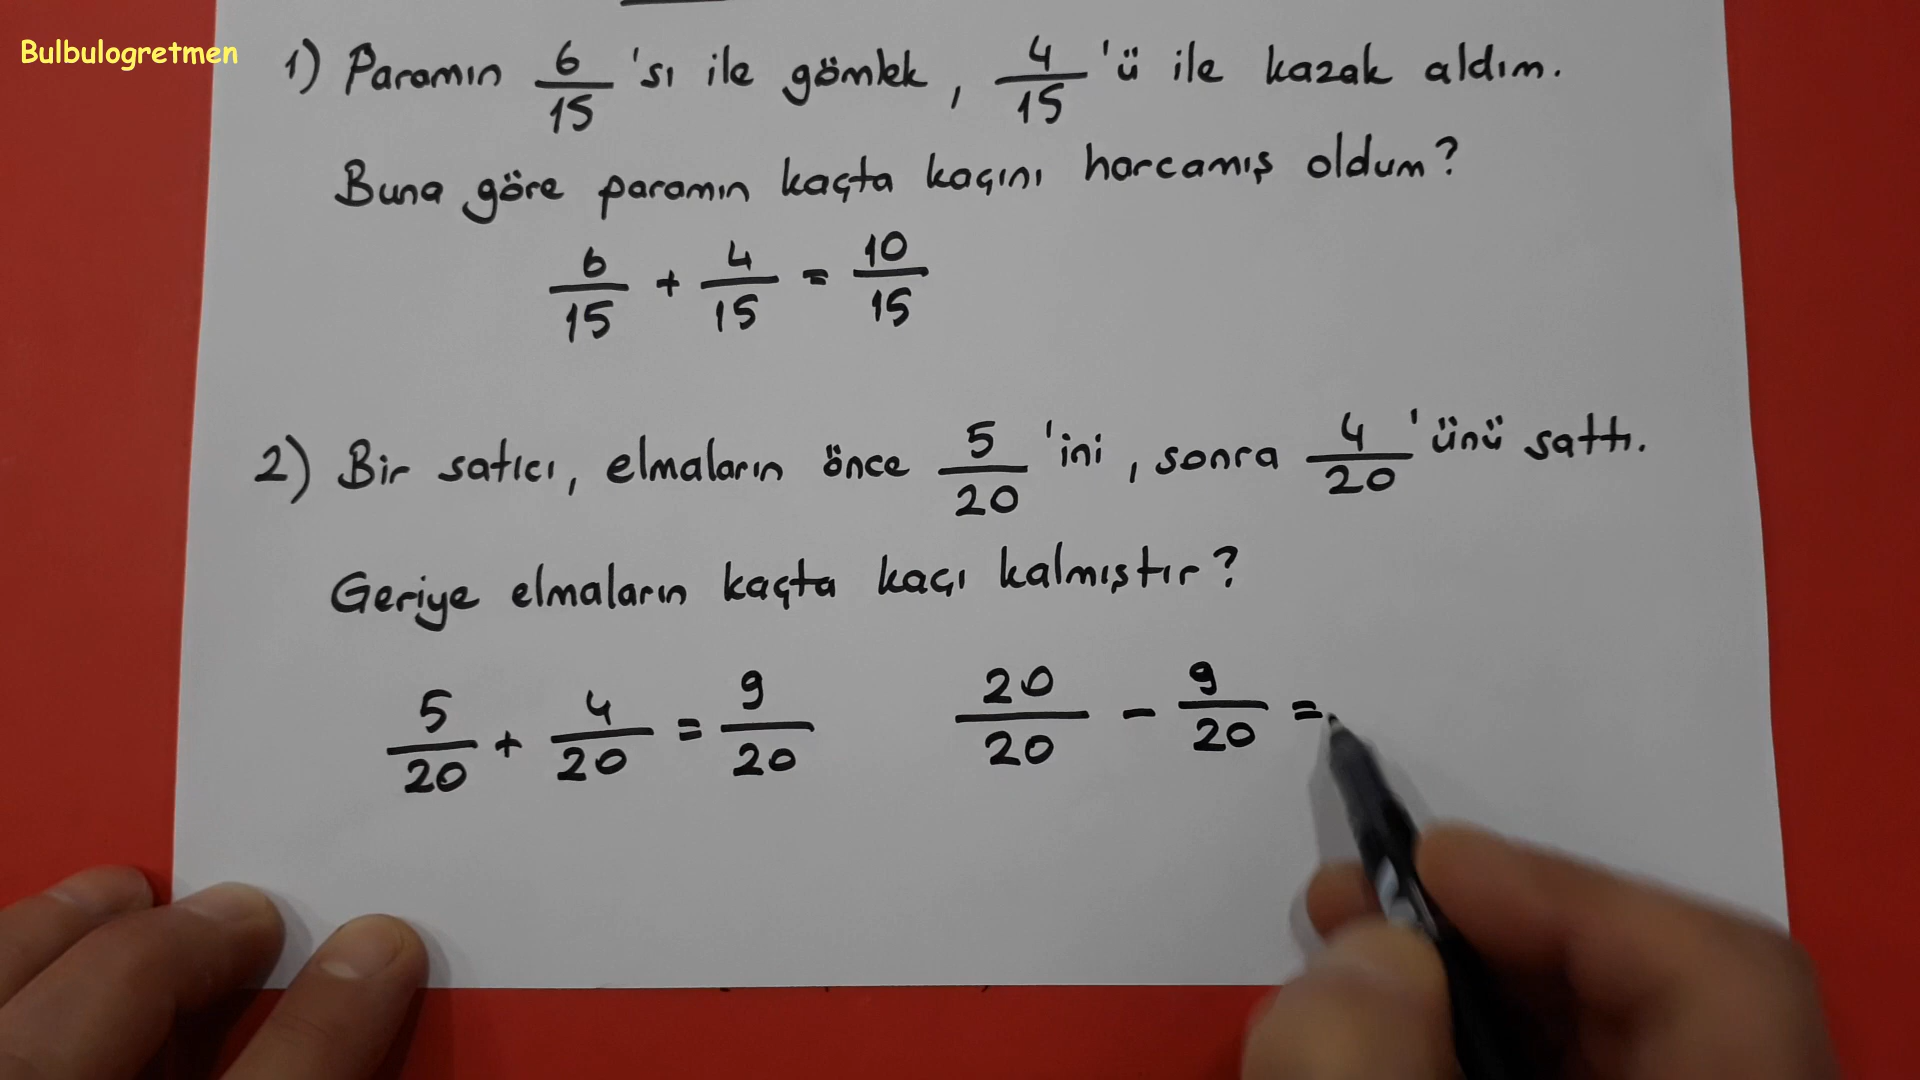 Bulbulogretmen
1) Paramın 6/15 'sı ile gömlek, 4/15 'ü ile kazak aldım.
Buna göre paramın kaçta kaçını harcamış oldum?
6/15 + 4/15 = 10/15
2) Bir satıcı, elmaların önce 5/20 'ini, sonra 4/20 'ünü sattı.
Geriye elmaların kaçta kaçı kalmıştır?
5/20 + 4/20 = 9/20 20/20 - 9/20 =